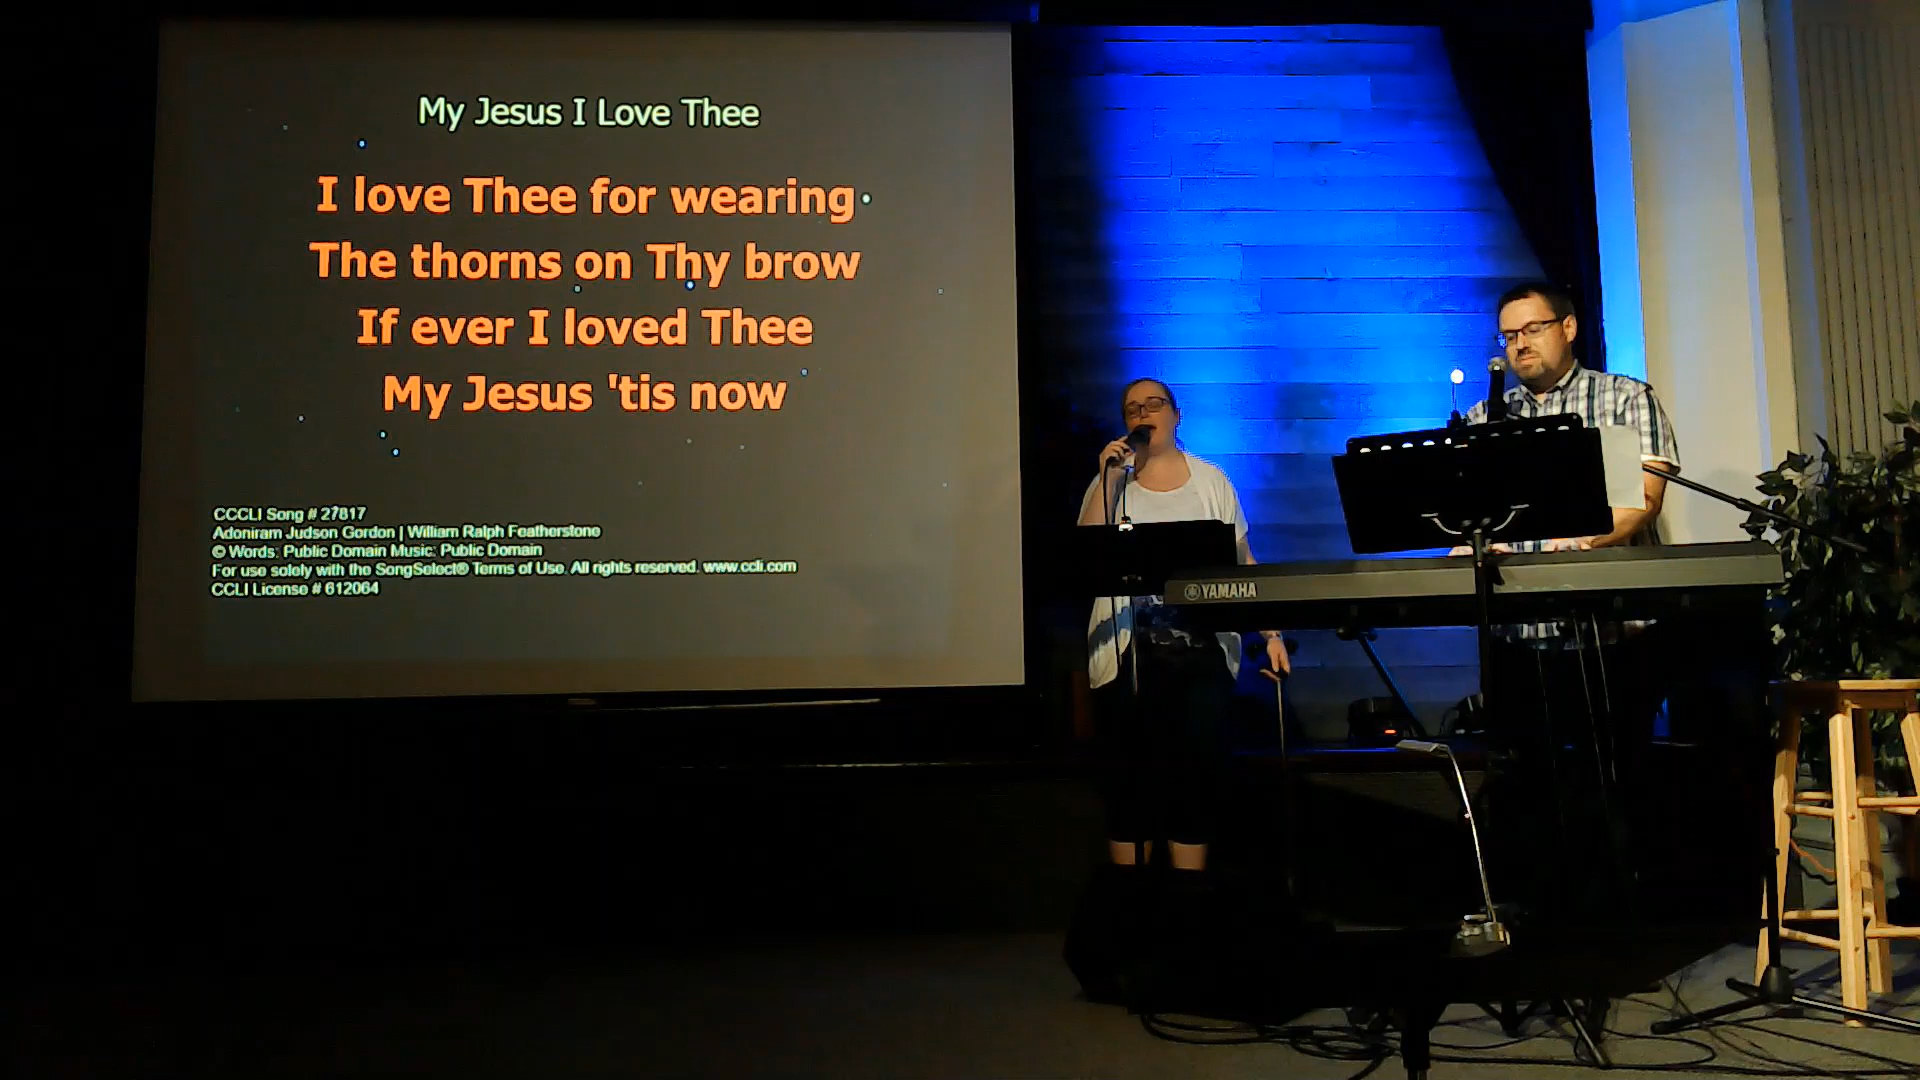 My Jesus I Love Thee
I love Thee for wearing
The thorns on Thy brow
If ever I loved Thee
My Jesus 'tis now
CCCLI Song # 27817
Adoniram Judson Gordon | William Ralph Featherstone
© Words: Public Domain Music: Public Domain
For use solely with the SongSelect® Terms of Use. All rights reserved. www.ccli.com
CCLI License # 612064
YAMAHA